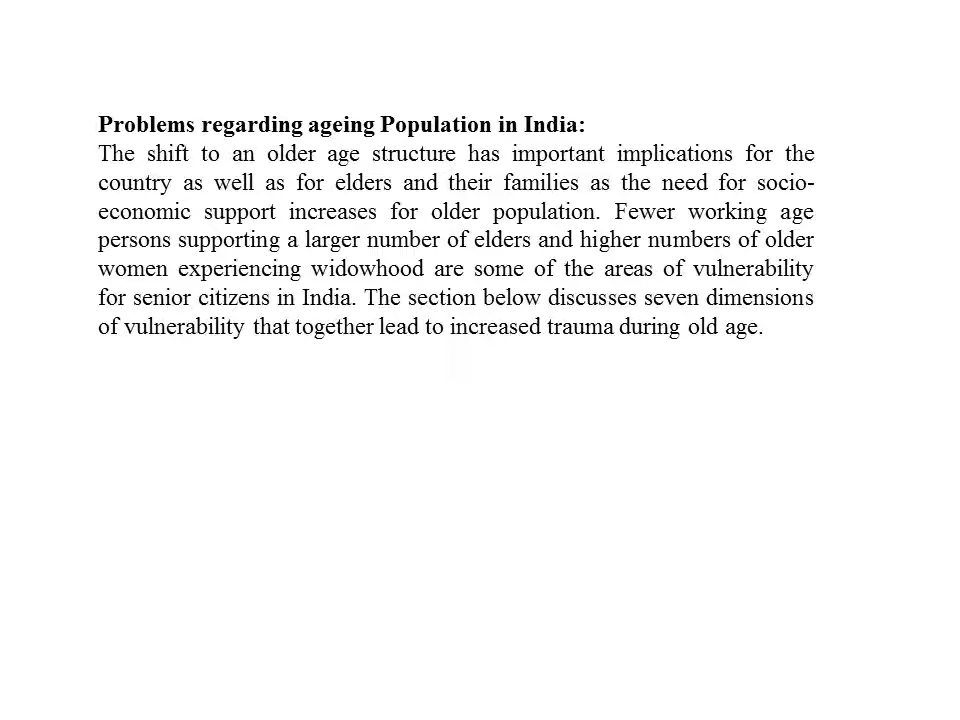 Problems regarding ageing Population in India:
The shift to an older age structure has important implications for the
country as well as for elders and their families as the need for socio-
economic support increases for older population. Fewer working age
persons supporting a larger number of elders and higher numbers of older
women experiencing widowhood are some of the areas of vulnerability
for senior citizens in India. The section below discusses seven dimensions
of vulnerability that together lead to increased trauma during old age.